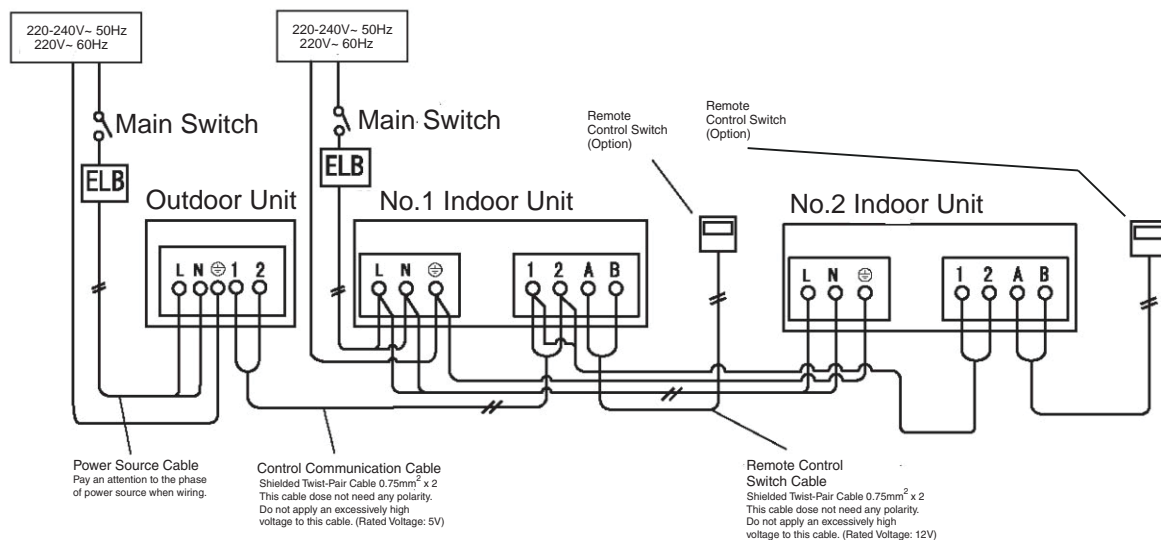 220-240V~ 50Hz
220V~ 60Hz
220-240V~ 50Hz
220V~ 60Hz
Main Switch
ELB
Main Switch
ELB
Remote
Control Switch
(Option)
Remote
Control Switch
(Option)
Outdoor Unit
L N ⏚ 1 2
No.1 Indoor Unit
L N ⏚
1 2 A B
No.2 Indoor Unit
L N ⏚
1 2 A B
Power Source Cable
Pay an attention to the phase
of power source when wiring.
Control Communication Cable
Shielded Twist-Pair Cable 0.75mm² x 2
This cable dose not need any polarity.
Do not apply an excessively high
voltage to this cable. (Rated Voltage: 5V)
Remote Control
Switch Cable
Shielded Twist-Pair Cable 0.75mm² x 2
This cable dose not need any polarity.
Do not apply an excessively high
voltage to this cable. (Rated Voltage: 12V)